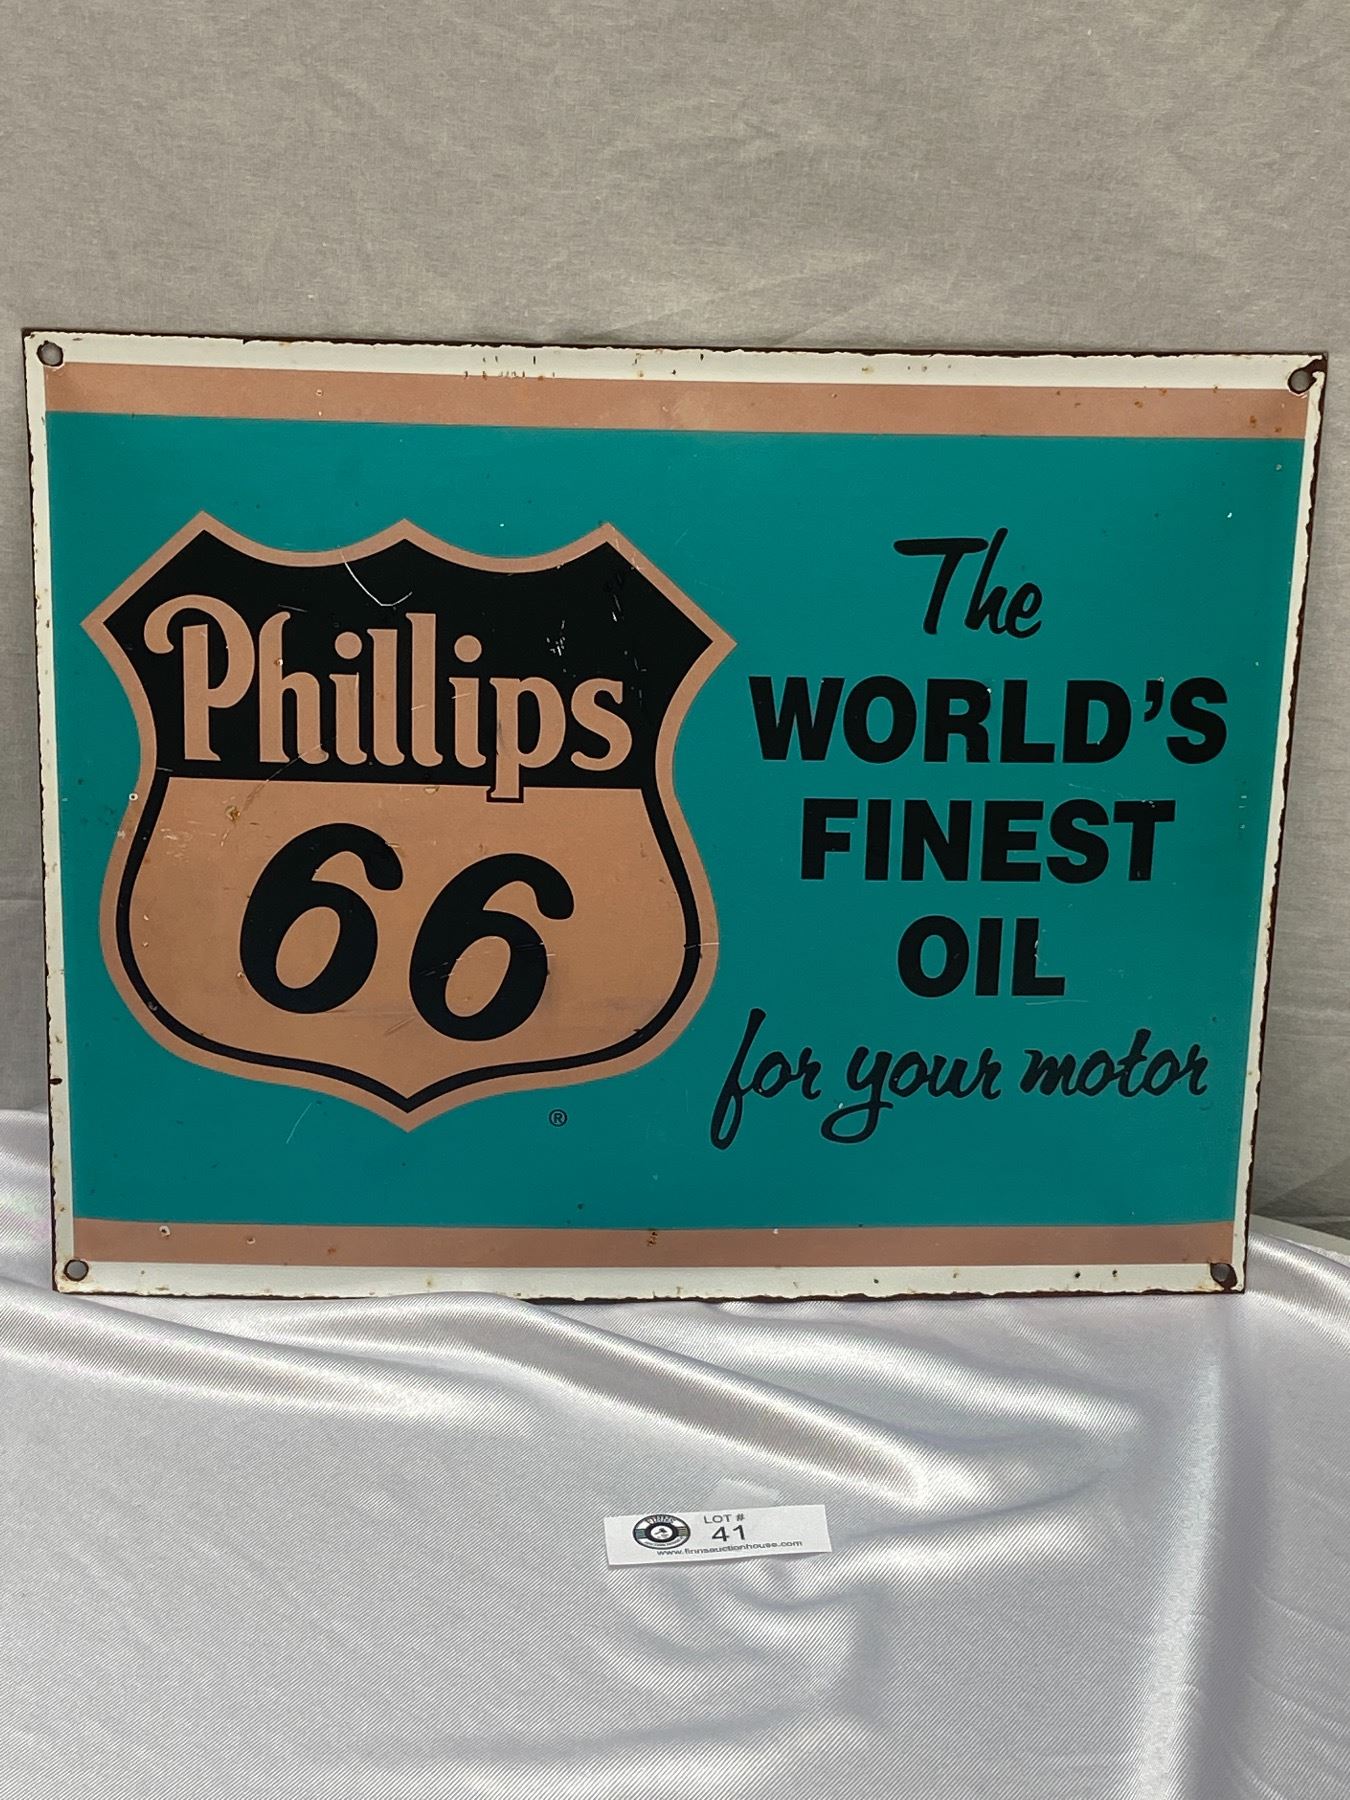 Phillips
66
®
The
WORLD'S
FINEST
OIL
for your motor
LOT #
41
www.finnsauctionhouse.com